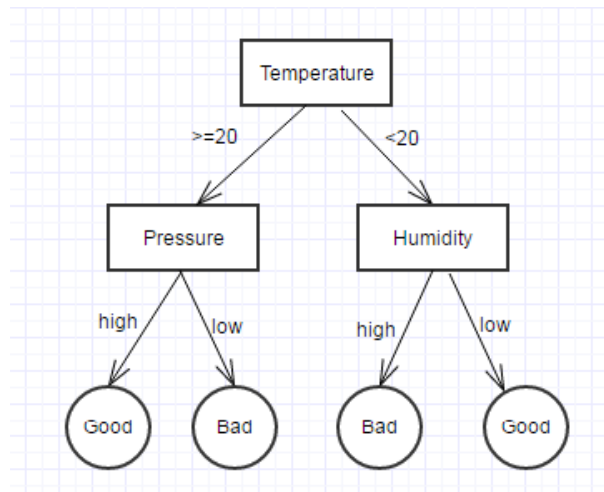 Temperature
>=20
<20
Pressure
Humidity
high
low
high
low
Good
Bad
Bad
Good